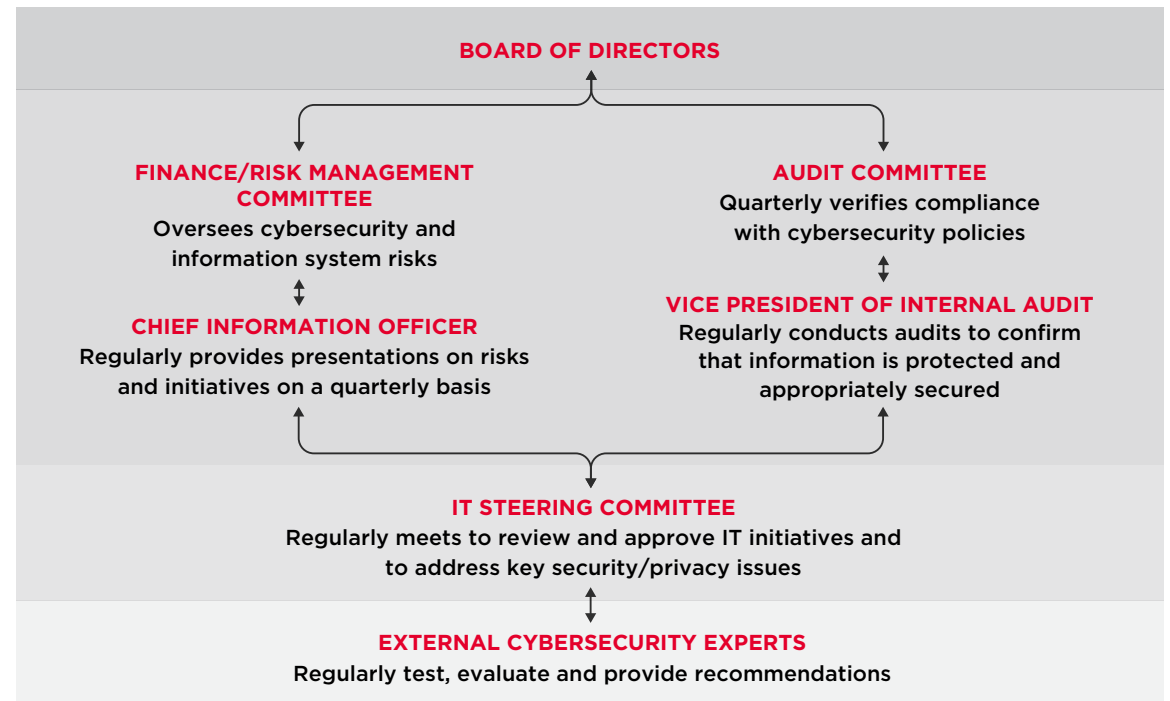 BOARD OF DIRECTORS
FINANCE/RISK MANAGEMENT
COMMITTEE
Oversees cybersecurity and
information system risks
CHIEF INFORMATION OFFICER
Regularly provides presentations on risks
and initiatives on a quarterly basis
AUDIT COMMITTEE
Quarterly verifies compliance
with cybersecurity policies
VICE PRESIDENT OF INTERNAL AUDIT
Regularly conducts audits to confirm
that information is protected and
appropriately secured
IT STEERING COMMITTEE
Regularly meets to review and approve IT initiatives and
to address key security/privacy issues
EXTERNAL CYBERSECURITY EXPERTS
Regularly test, evaluate and provide recommendations